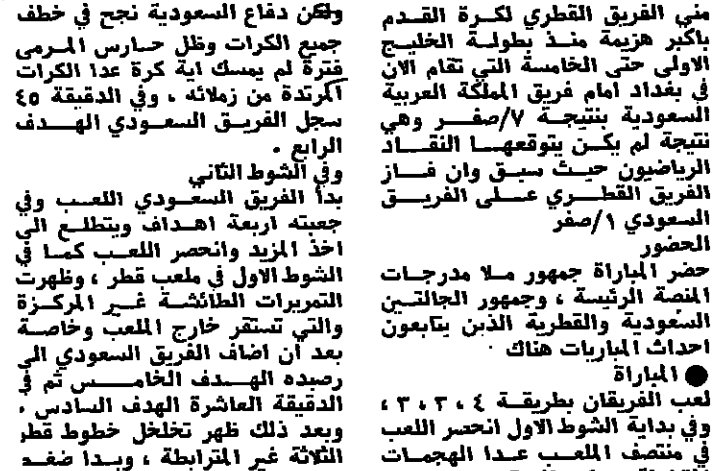 مني الفريق القطري لكرة القدم
باكبر هزيمة منذ بطولة الخليج
الاولى حتى الخامسة التي تقام الان
في بغداد امام فريق المملكة العربية
السعودية بنتيجة ٧/صفر وهي
نتيجة لم يكن يتوقعها النقاد
الرياضيون حيث سبق وان فاز
الفريق القطري على الفريق
السعودي ١/صفر
الحضور
حضر المباراة جمهور ملا مدرجات
المنصة الرئيسة ، وجمهور الجالتين
السعودية والقطرية الذين يتابعون
احداث المباريات هناك
● المباراة
لعب الفريقان بطريقة ٤ ، ٣ ، ٣ ،
وفي بداية الشوط الاول انحصر اللعب
في منتصف الملعب عدا الهجمات
ولكن دفاع السعودية نجح في خطف
جميع الكرات وظل حارس المرمى
فترة لم يمسك اية كرة عدا الكرات
المرتدة من زملائه ، وفي الدقيقة ٤٥
سجل الفريق السعودي الهدف
الرابع .
وفي الشوط الثاني
بدأ الفريق السعودي اللعب وفي
جعبته اربعة اهداف ويتطلع الى
اخذ المزيد وانحصر اللعب كما في
الشوط الاول في ملعب قطر ، وظهرت
التمريرات الطائشة غير المركزة
والتي تستقر خارج الملعب وخاصة
بعد أن اضاف الفريق السعودي الى
رصيده الهدف الخامس ثم في
الدقيقة العاشرة الهدف السادس .
وبعد ذلك ظهر تخلخل خطوط قطر
الثلاثة غير المترابطة ، وبدا ضغد